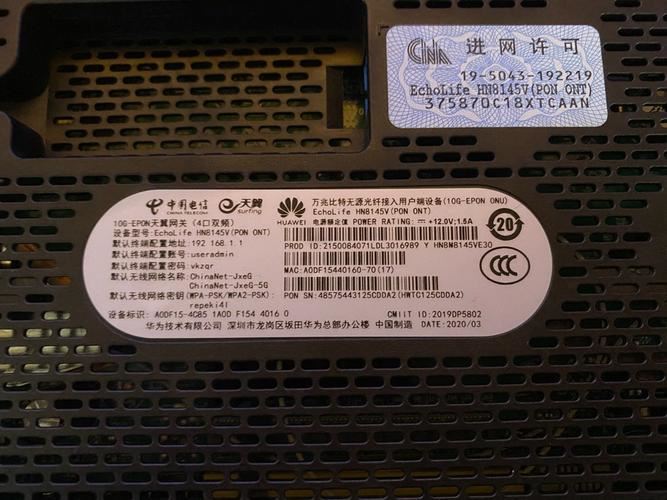 CNA 进网许可
19-5043-192219
EchoLife HN8145V(PON ONT)
375870C18XTCAAN
中国电信
CHINA TELECOM
天翼
surfing
HUAWEI
10G-EPON天翼网关(4口双频)
设备型号:EchoLife HN8145V(PON ONT)
默认终端配置地址:192.168.1.1
默认终端配置账号:useradmin
默认终端配置密码:vkzqr
默认无线网络名称:ChinaNet-JxeG
ChinaNet-JxeG-5G
默认无线网络密钥(WPA-PSK/WPA2-PSK):
repeki4l
设备标识: A0DF15-4G85 1A0D F154 4016 0
万兆比特无源光纤接入用户端设备(10G-EPON ONU)
EchoLife HN8145V(PON ONT)
电源额定值 POWER RATING: ⎓ +12.0V;1.5A
PROD ID:2150084071LDL3016989 Y HN8M8145VE30
MAC:A0DF15440160-70(17)
PON SN:48575443125CDDA2(HWTC125CDDA2)
20
CCC
CMIIT ID:2019DP5802
华为技术有限公司 深圳市龙岗区坂田华为总部办公楼 中国制造 DATE:2020/03